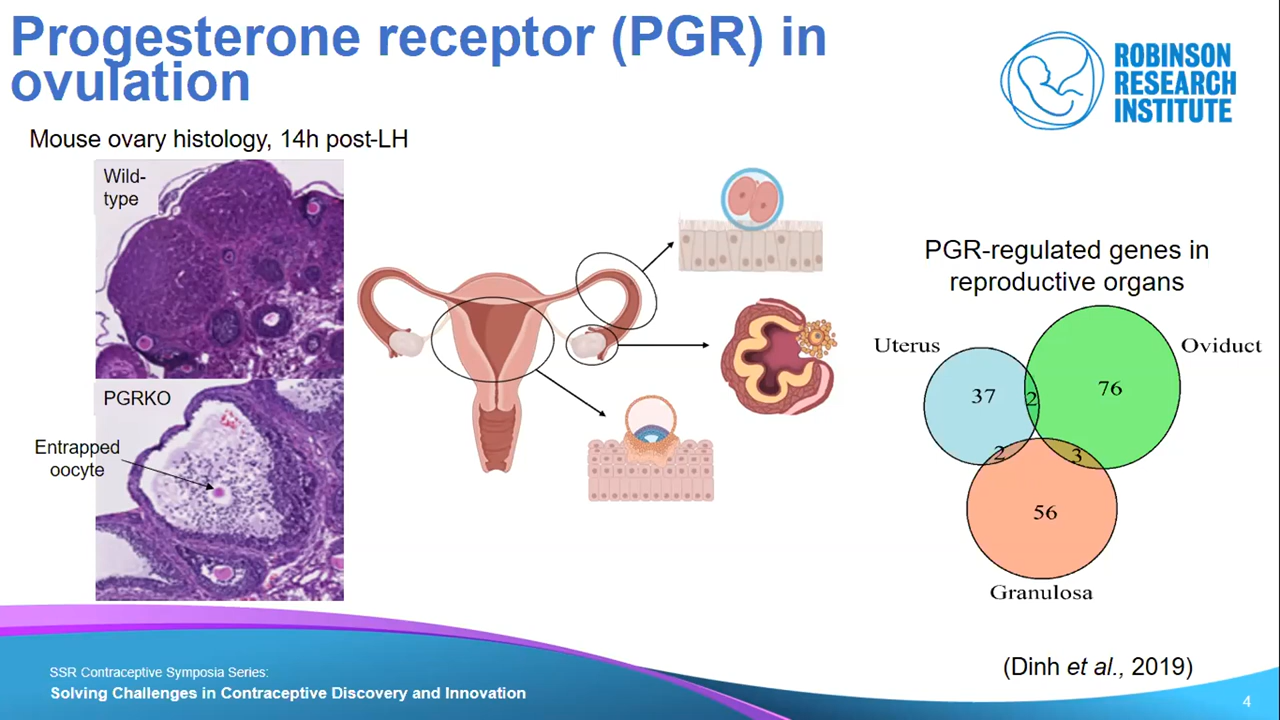 Progesterone receptor (PGR) in
ovulation
ROBINSON
RESEARCH
INSTITUTE
Mouse ovary histology, 14h post-LH
Wild-
type
PGRKO
Entrapped
oocyte
PGR-regulated genes in
reproductive organs
Uterus
Oviduct
37
2
76
2
3
56
Granulosa
(Dinh et al., 2019)
SSR Contraceptive Symposia Series:
Solving Challenges in Contraceptive Discovery and Innovation
4